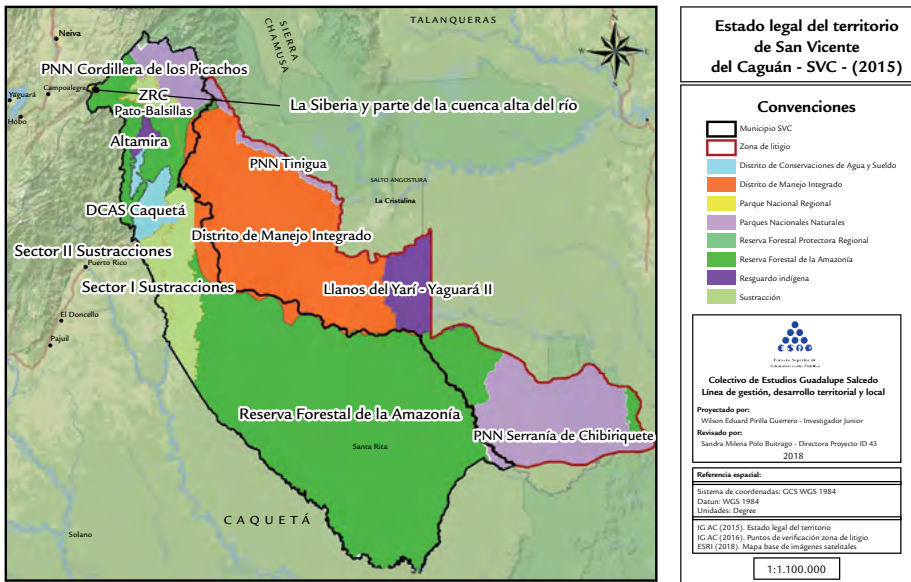 TALANQUERAS
SIERRA
CHAMUSA
Neiva
N
W
E
S
PNN Cordillera de los Picachos
Campoalegre
ZRC
La Siberia y parte de la cuenca alta del río
Yaguará
Pato-Balsillas
Hobo
Altamira
PNN Tinigua
SALTO ANGOSTURA
La Cristalina
DCAS Caquetá
Distrito de Manejo Integrado
Sector II Sustracciones
Puerto Rico
Sector I Sustracciones
Llanos del Yarí - Yaguará II
El Doncello
Pajuil
Reserva Forestal de la Amazonía
PNN Serranía de Chibiriquete
Santa Rita
CAQUETÁ
Solano
Estado legal del territorio
de San Vicente
del Caguán - SVC - (2015)
Convenciones
Municipio SVC
Zona de litigio
Distrito de Conservaciones de Agua y Sueldo
Distrito de Manejo Integrado
Parque Nacional Regional
Parques Nacionales Naturales
Reserva Forestal Protectora Regional
Reserva Forestal de la Amazonía
Resguardo indígena
Sustracción
ESAP
Escuela Superior de
Administración Pública
Colectivo de Estudios Guadalupe Salcedo
Línea de gestión, desarrollo territorial y local
Proyectado por:
Wilson Eduard Pirilla Guerrero - Investigador Junior
Revisado por:
Sandra Milena Polo Buitrago - Directora Proyecto ID 43
2018
Referencia espacial:
Sistema de coordenadas: GCS WGS 1984
Datun: WGS 1984
Unidades: Degree
IG AC (2015). Estado legal del territorio
IG AC (2016). Puntos de verificación zona de litigio
ESRI (2018). Mapa base de imágenes satelitales
1:1.100.000